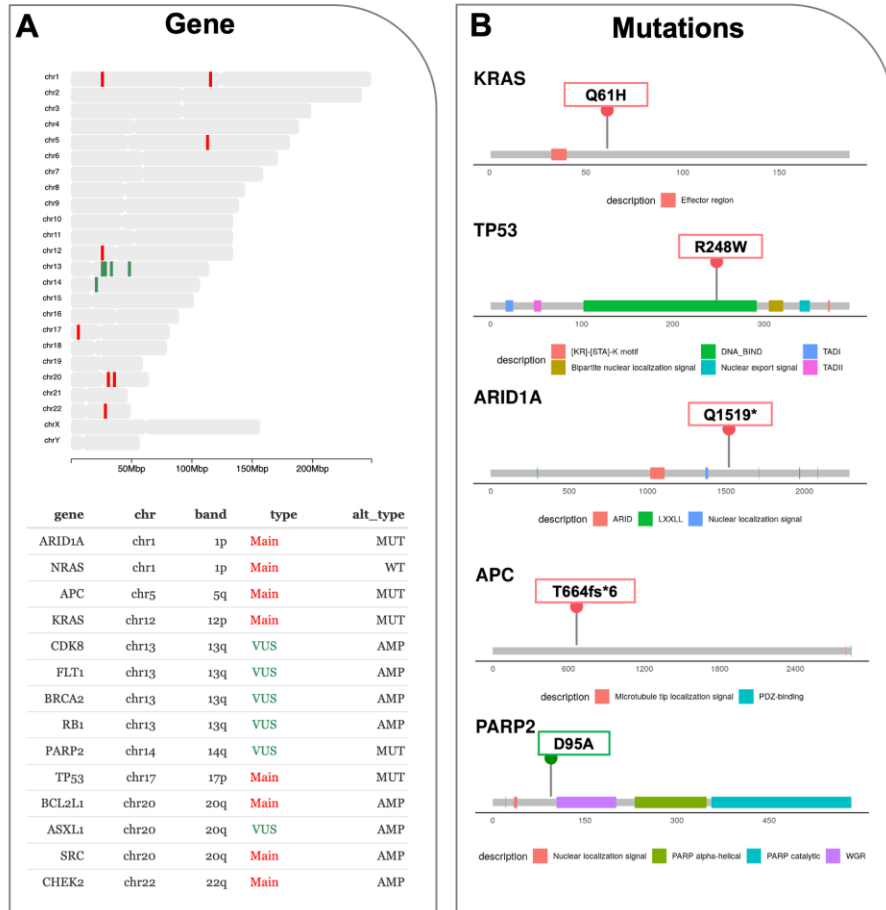 A Gene
chr1
chr2
chr3
chr4
chr5
chr6
chr7
chr8
chr9
chr10
chr11
chr12
chr13
chr14
chr15
chr16
chr17
chr18
chr19
chr20
chr21
chr22
chrX
chrY
50Mbp 100Mbp 150Mbp 200Mbp
gene chr band type alt_type
ARID1A chr1 1p Main MUT
NRAS chr1 1p Main WT
APC chr5 5q Main MUT
KRAS chr12 12p Main MUT
CDK8 chr13 13q VUS AMP
FLT1 chr13 13q VUS AMP
BRCA2 chr13 13q VUS AMP
RB1 chr13 13q VUS AMP
PARP2 chr14 14q VUS MUT
TP53 chr17 17p Main MUT
BCL2L1 chr20 20q Main AMP
ASXL1 chr20 20q VUS AMP
SRC chr20 20q Main AMP
CHEK2 chr22 22q Main AMP
B Mutations
KRAS
Q61H
0 50 100 150
description Effector region
TP53
R248W
0 100 200 300
description [KR]-[STA]-K motif DNA_BIND TADI
Bipartite nuclear localization signal Nuclear export signal TADII
ARID1A
Q1519*
0 500 1000 1500 2000
description ARID LXXLL Nuclear localization signal
APC
T664fs*6
0 600 1200 1800 2400
description Microtubule tip localization signal PDZ-binding
PARP2
D95A
0 150 300 450
description Nuclear localization signal PARP alpha-helical PARP catalytic WGR